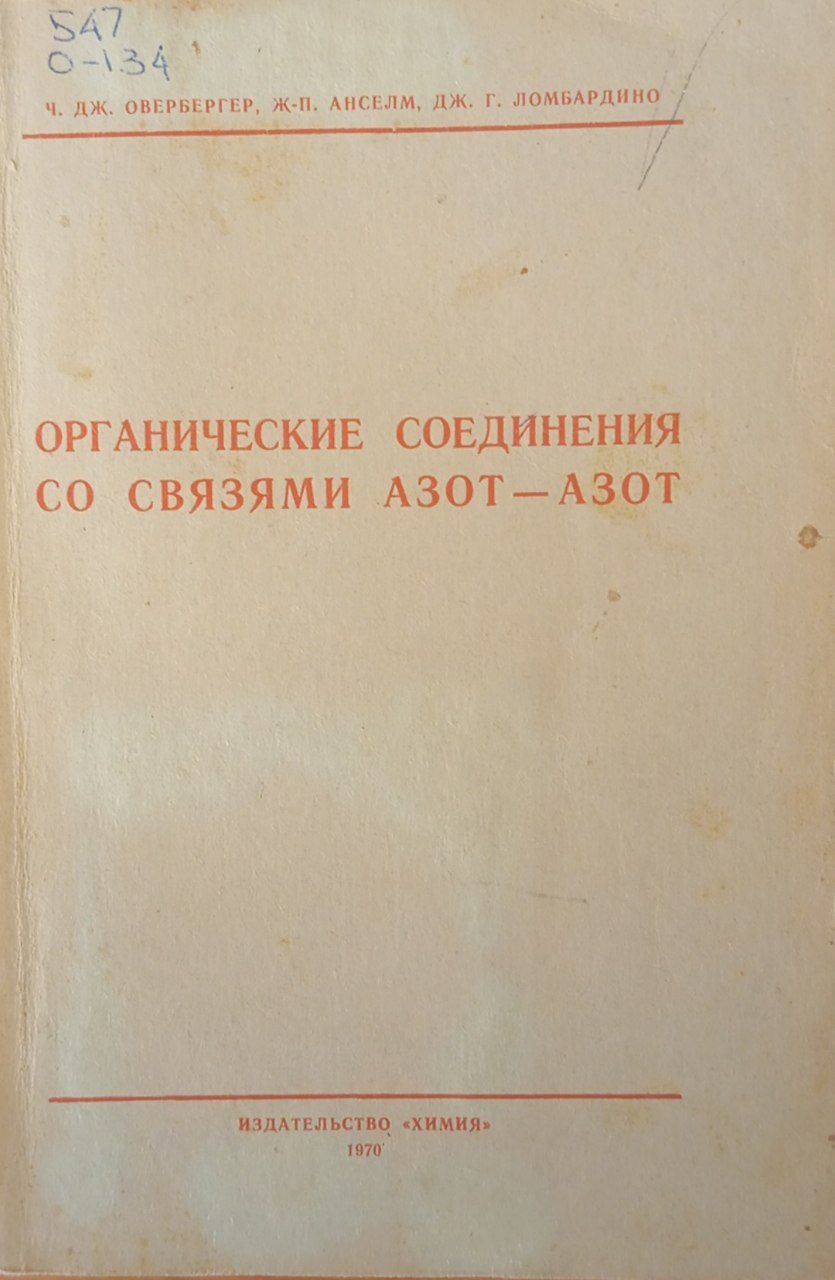 547
О-134
Ч. ДЖ. ОВЕРБЕРГЕР, Ж-П. АНСЕЛМ, ДЖ. Г. ЛОМБАРДИНО
ОРГАНИЧЕСКИЕ СОЕДИНЕНИЯ
СО СВЯЗЯМИ АЗОТ — АЗОТ
ИЗДАТЕЛЬСТВО «ХИМИЯ»
1970